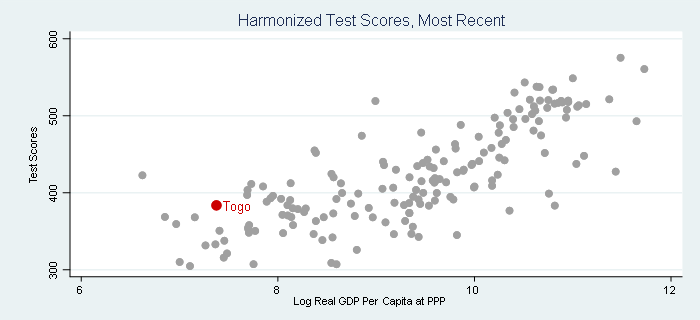 Harmonized Test Scores, Most Recent
600
500
400
300
Test Scores
Togo
6
8
10
12
Log Real GDP Per Capita at PPP